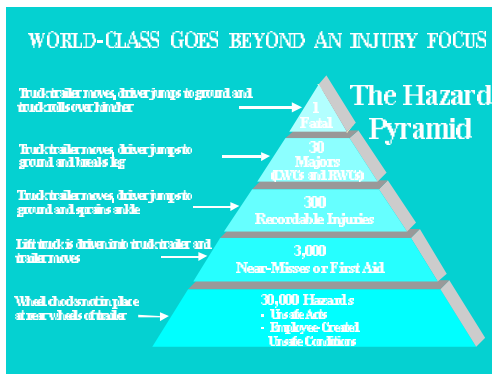 WORLD-CLASS GOES BEYOND AN INJURY FOCUS
The Hazard
Pyramid
Truck trailer moves, driver jumps to ground and
truck rolls over him/her
1
Fatal
Truck trailer moves, driver jumps to
ground and breaks leg
30
Majors
(LWCs and RWCs)
Truck trailer moves, driver jumps to
ground and sprains ankle
300
Recordable Injuries
Lift truck is driven into truck trailer and
trailer moves
3,000
Near-Misses or First Aid
Wheel chocks not in place
at rear wheels of trailer
30,000 Hazards
- Unsafe Acts
- Employee-Created
Unsafe Conditions